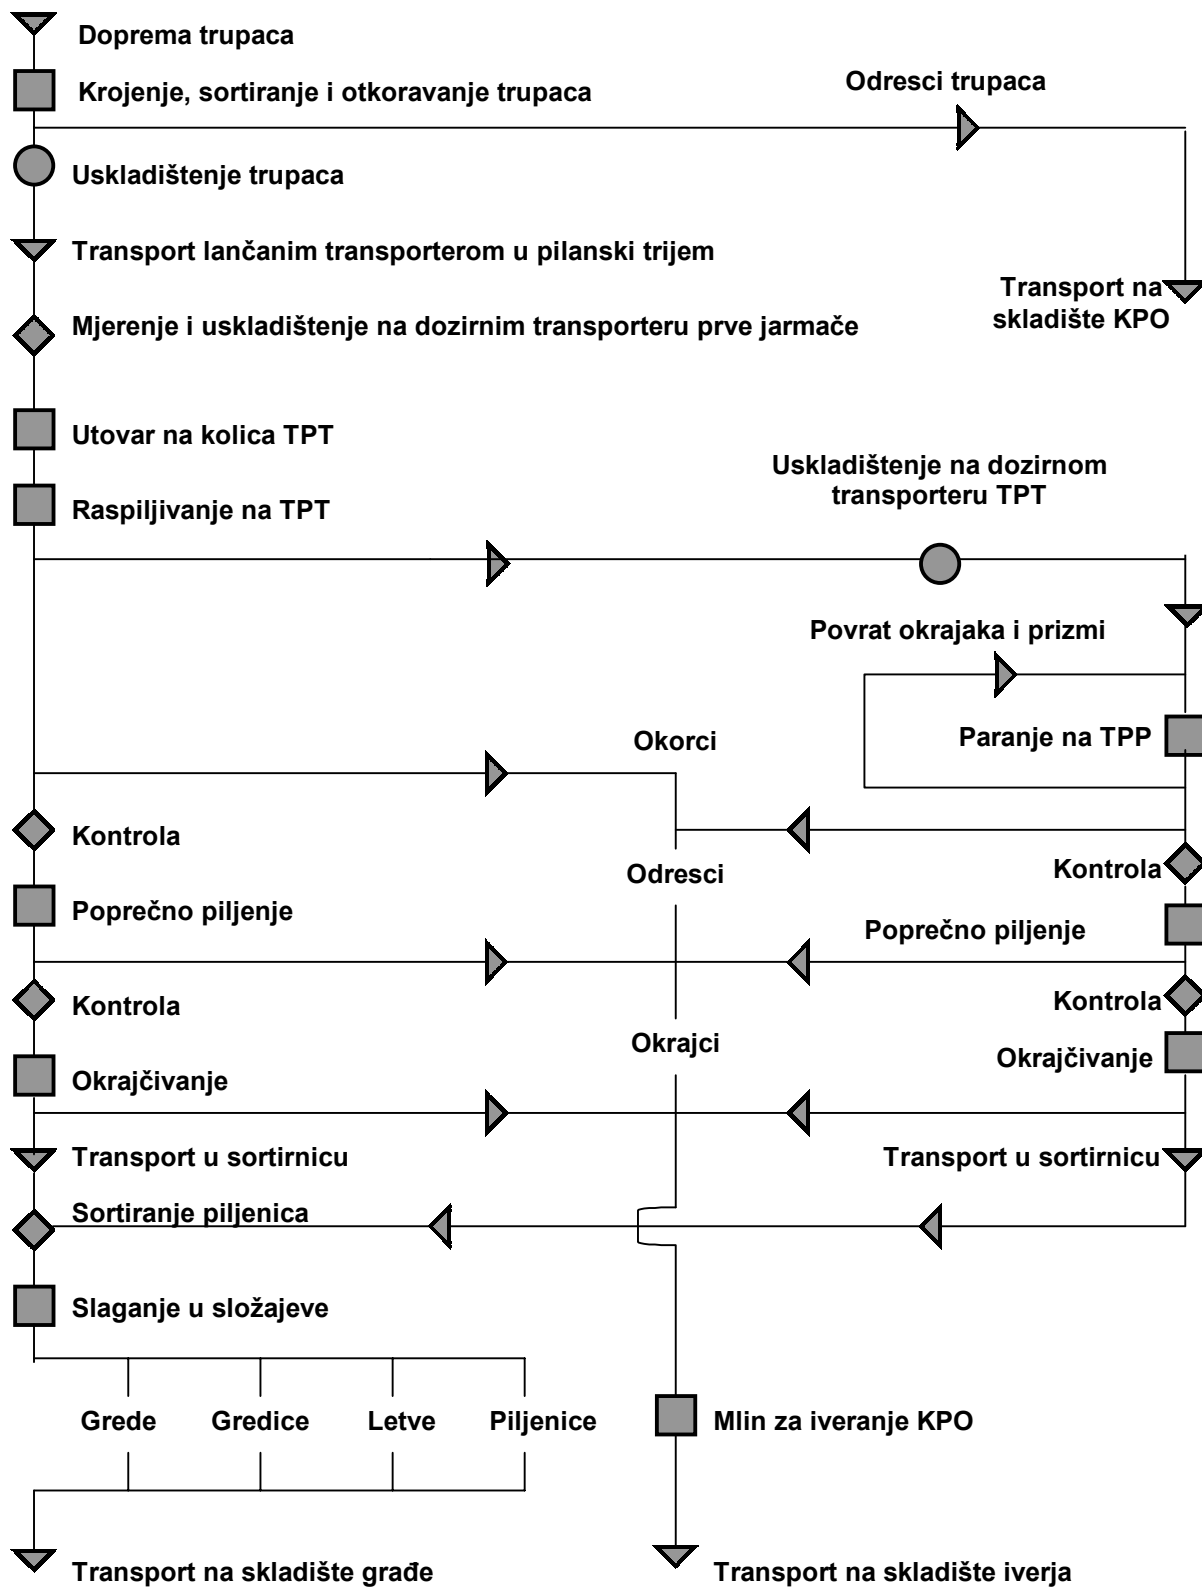 Doprema trupaca
Krojenje, sortiranje i otkoravanje trupaca
Odresci trupaca
Uskladištenje trupaca
Transport lančanim transporterom u pilanski trijem
Transport na
skladište KPO
Mjerenje i uskladištenje na dozirnim transporteru prve jarmače
Utovar na kolica TPT
Uskladištenje na dozirnom
transporteru TPT
Raspiljivanje na TPT
Povrat okrajaka i prizmi
Okorci
Paranje na TPP
Kontrola
Odresci
Kontrola
Poprečno piljenje
Poprečno piljenje
Kontrola
Kontrola
Okrajci
Okrajčivanje
Okrajčivanje
Transport u sortirnicu
Transport u sortirnicu
Sortiranje piljenica
Slaganje u složajeve
Grede
Gredice
Letve
Piljenice
Mlin za iveranje KPO
Transport na skladište građe
Transport na skladište iverja